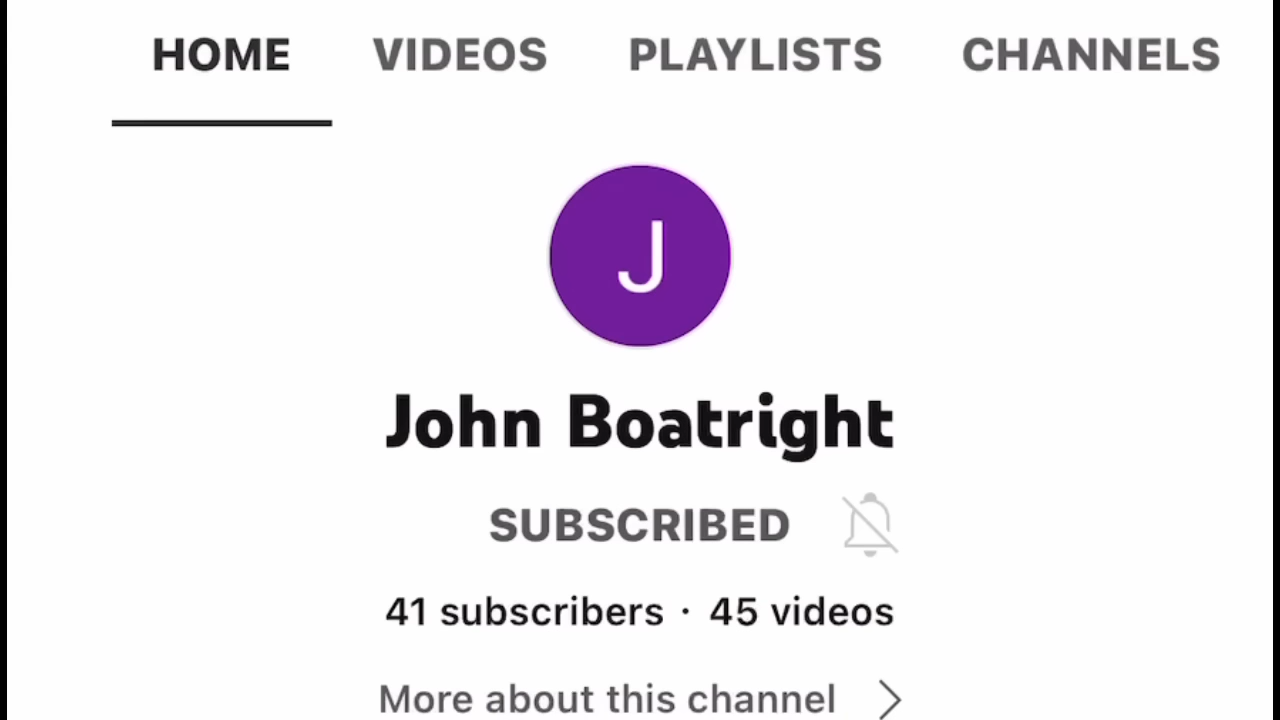 HOME VIDEOS PLAYLISTS CHANNELS
J
John Boatright
SUBSCRIBED
41 subscribers · 45 videos
More about this channel